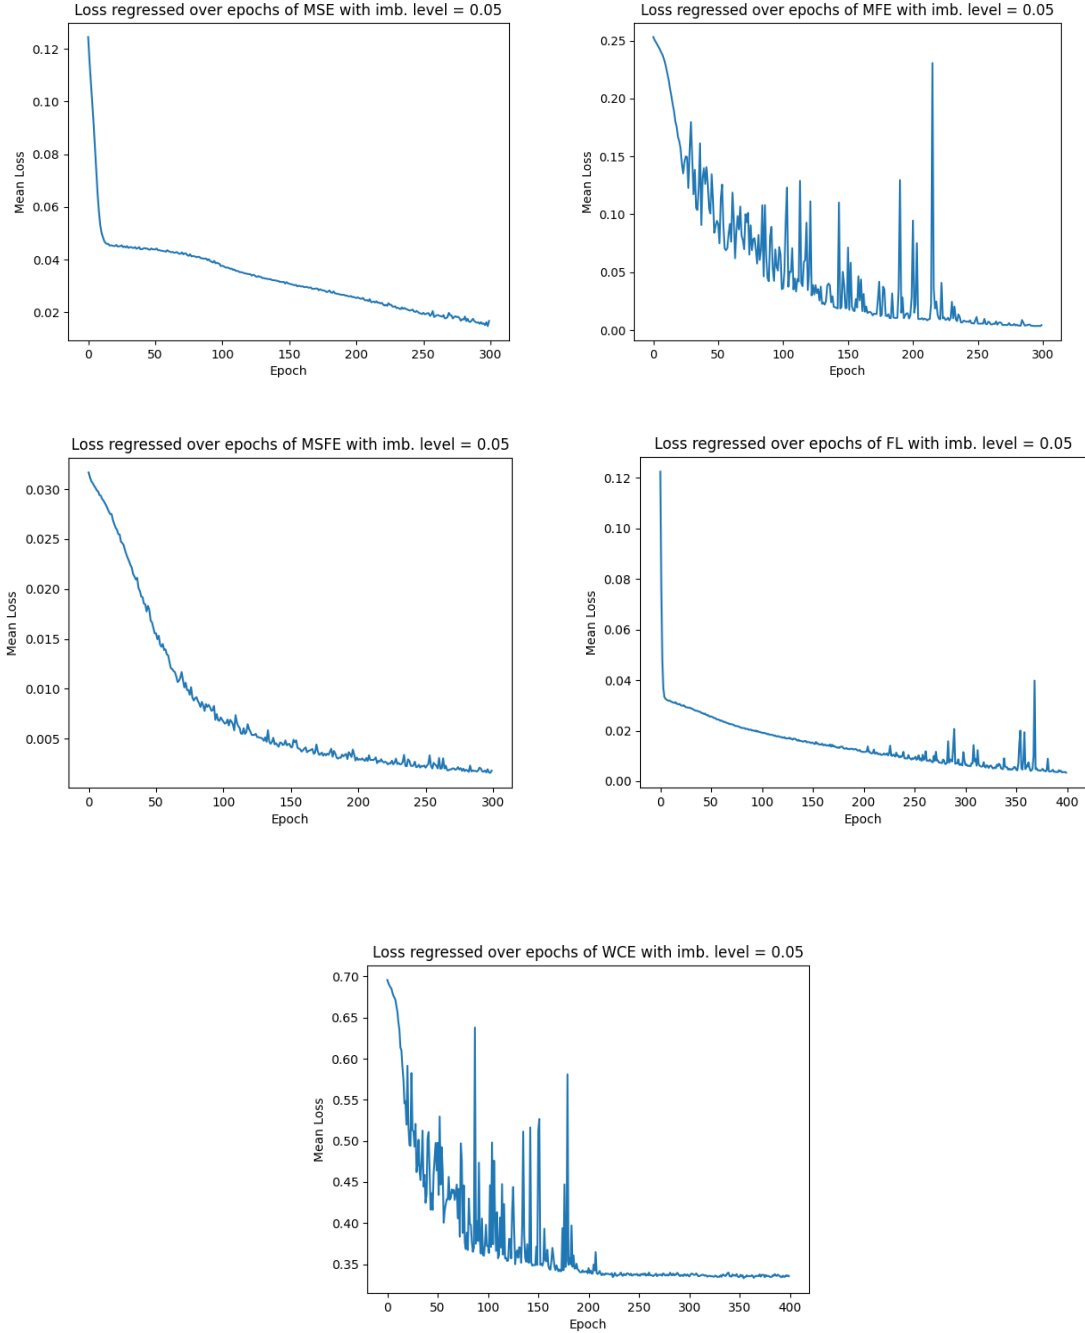 Loss regressed over epochs of MSE with imb. level = 0.05
0.12
0.10
0.08
0.06
0.04
0.02
Mean Loss
0 50 100 150 200 250 300
Epoch
Loss regressed over epochs of MFE with imb. level = 0.05
0.25
0.20
0.15
0.10
0.05
0.00
Mean Loss
0 50 100 150 200 250 300
Epoch
Loss regressed over epochs of MSFE with imb. level = 0.05
0.030
0.025
0.020
0.015
0.010
0.005
Mean Loss
0 50 100 150 200 250 300
Epoch
Loss regressed over epochs of FL with imb. level = 0.05
0.12
0.10
0.08
0.06
0.04
0.02
0.00
Mean Loss
0 50 100 150 200 250 300 350 400
Epoch
Loss regressed over epochs of WCE with imb. level = 0.05
0.70
0.65
0.60
0.55
0.50
0.45
0.40
0.35
Mean Loss
0 50 100 150 200 250 300 350 400
Epoch